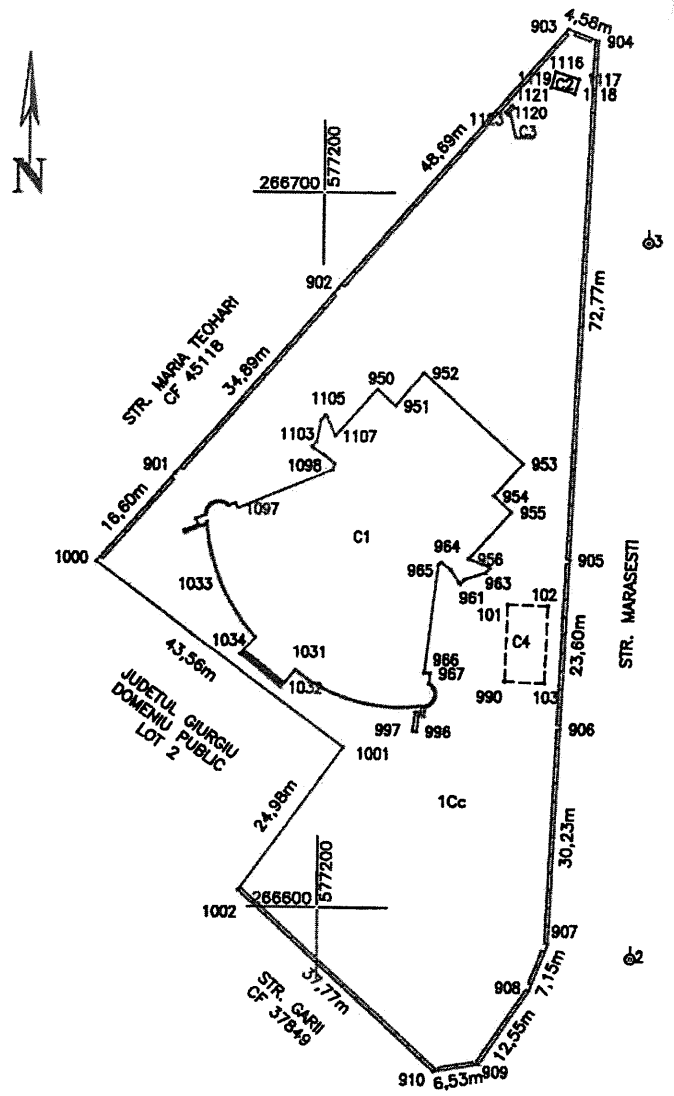 903
4,58m
904
1116
1119
C2
1117
1121
1118
1123
1120
C3
48,69m
N
266700
577200
3
902
72,77m
STR. MARIA TEOHARI
CF 45118
34,89m
950
952
951
1105
1103
1107
1098
901
953
954
955
16,60m
1097
C1
964
956
905
1000
965
963
961
102
101
1033
STR. MARASESTI
C4
23,60m
1034
1031
43,56m
966
967
1032
990
103
JUDETUL GIURGIU
DOMENIU PUBLIC
LOT 2
997
996
906
1001
24,98m
1Cc
30,23m
577200
266600
1002
907
2
37,77m
STR. GARII
CF 37849
908
7,15m
12,55m
910
6,53m
909